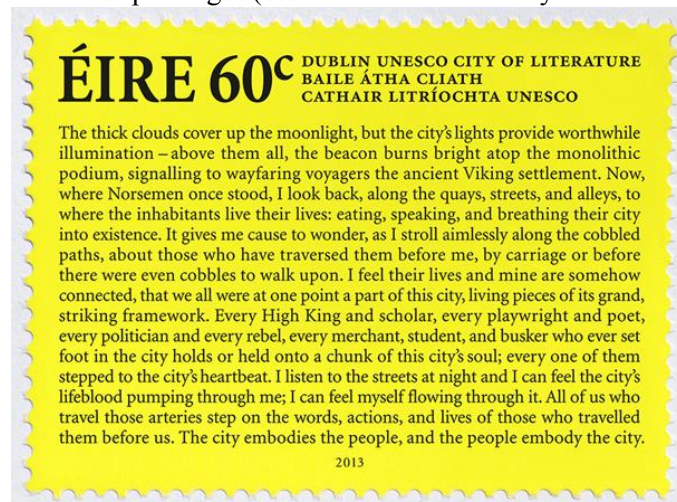 ÉIRE 60c
DUBLIN UNESCO CITY OF LITERATURE
BAILE ÁTHA CLIATH
CATHAIR LITRÍOCHTA UNESCO
The thick clouds cover up the moonlight, but the city's lights provide worthwhile
illumination – above them all, the beacon burns bright atop the monolithic
podium, signalling to wayfaring voyagers the ancient Viking settlement. Now,
where Norsemen once stood, I look back, along the quays, streets, and alleys, to
where the inhabitants live their lives: eating, speaking, and breathing their city
into existence. It gives me cause to wonder, as I stroll aimlessly along the cobbled
paths, about those who have traversed them before me, by carriage or before
there were even cobbles to walk upon. I feel their lives and mine are somehow
connected, that we all were at one point a part of this city, living pieces of its grand,
striking framework. Every High King and scholar, every playwright and poet,
every politician and every rebel, every merchant, student, and busker who ever set
foot in the city holds or held onto a chunk of this city's soul; every one of them
stepped to the city's heartbeat. I listen to the streets at night and I can feel the city's
lifeblood pumping through me; I can feel myself flowing through it. All of us who
travel those arteries step on the words, actions, and lives of those who travelled
them before us. The city embodies the people, and the people embody the city.
2013